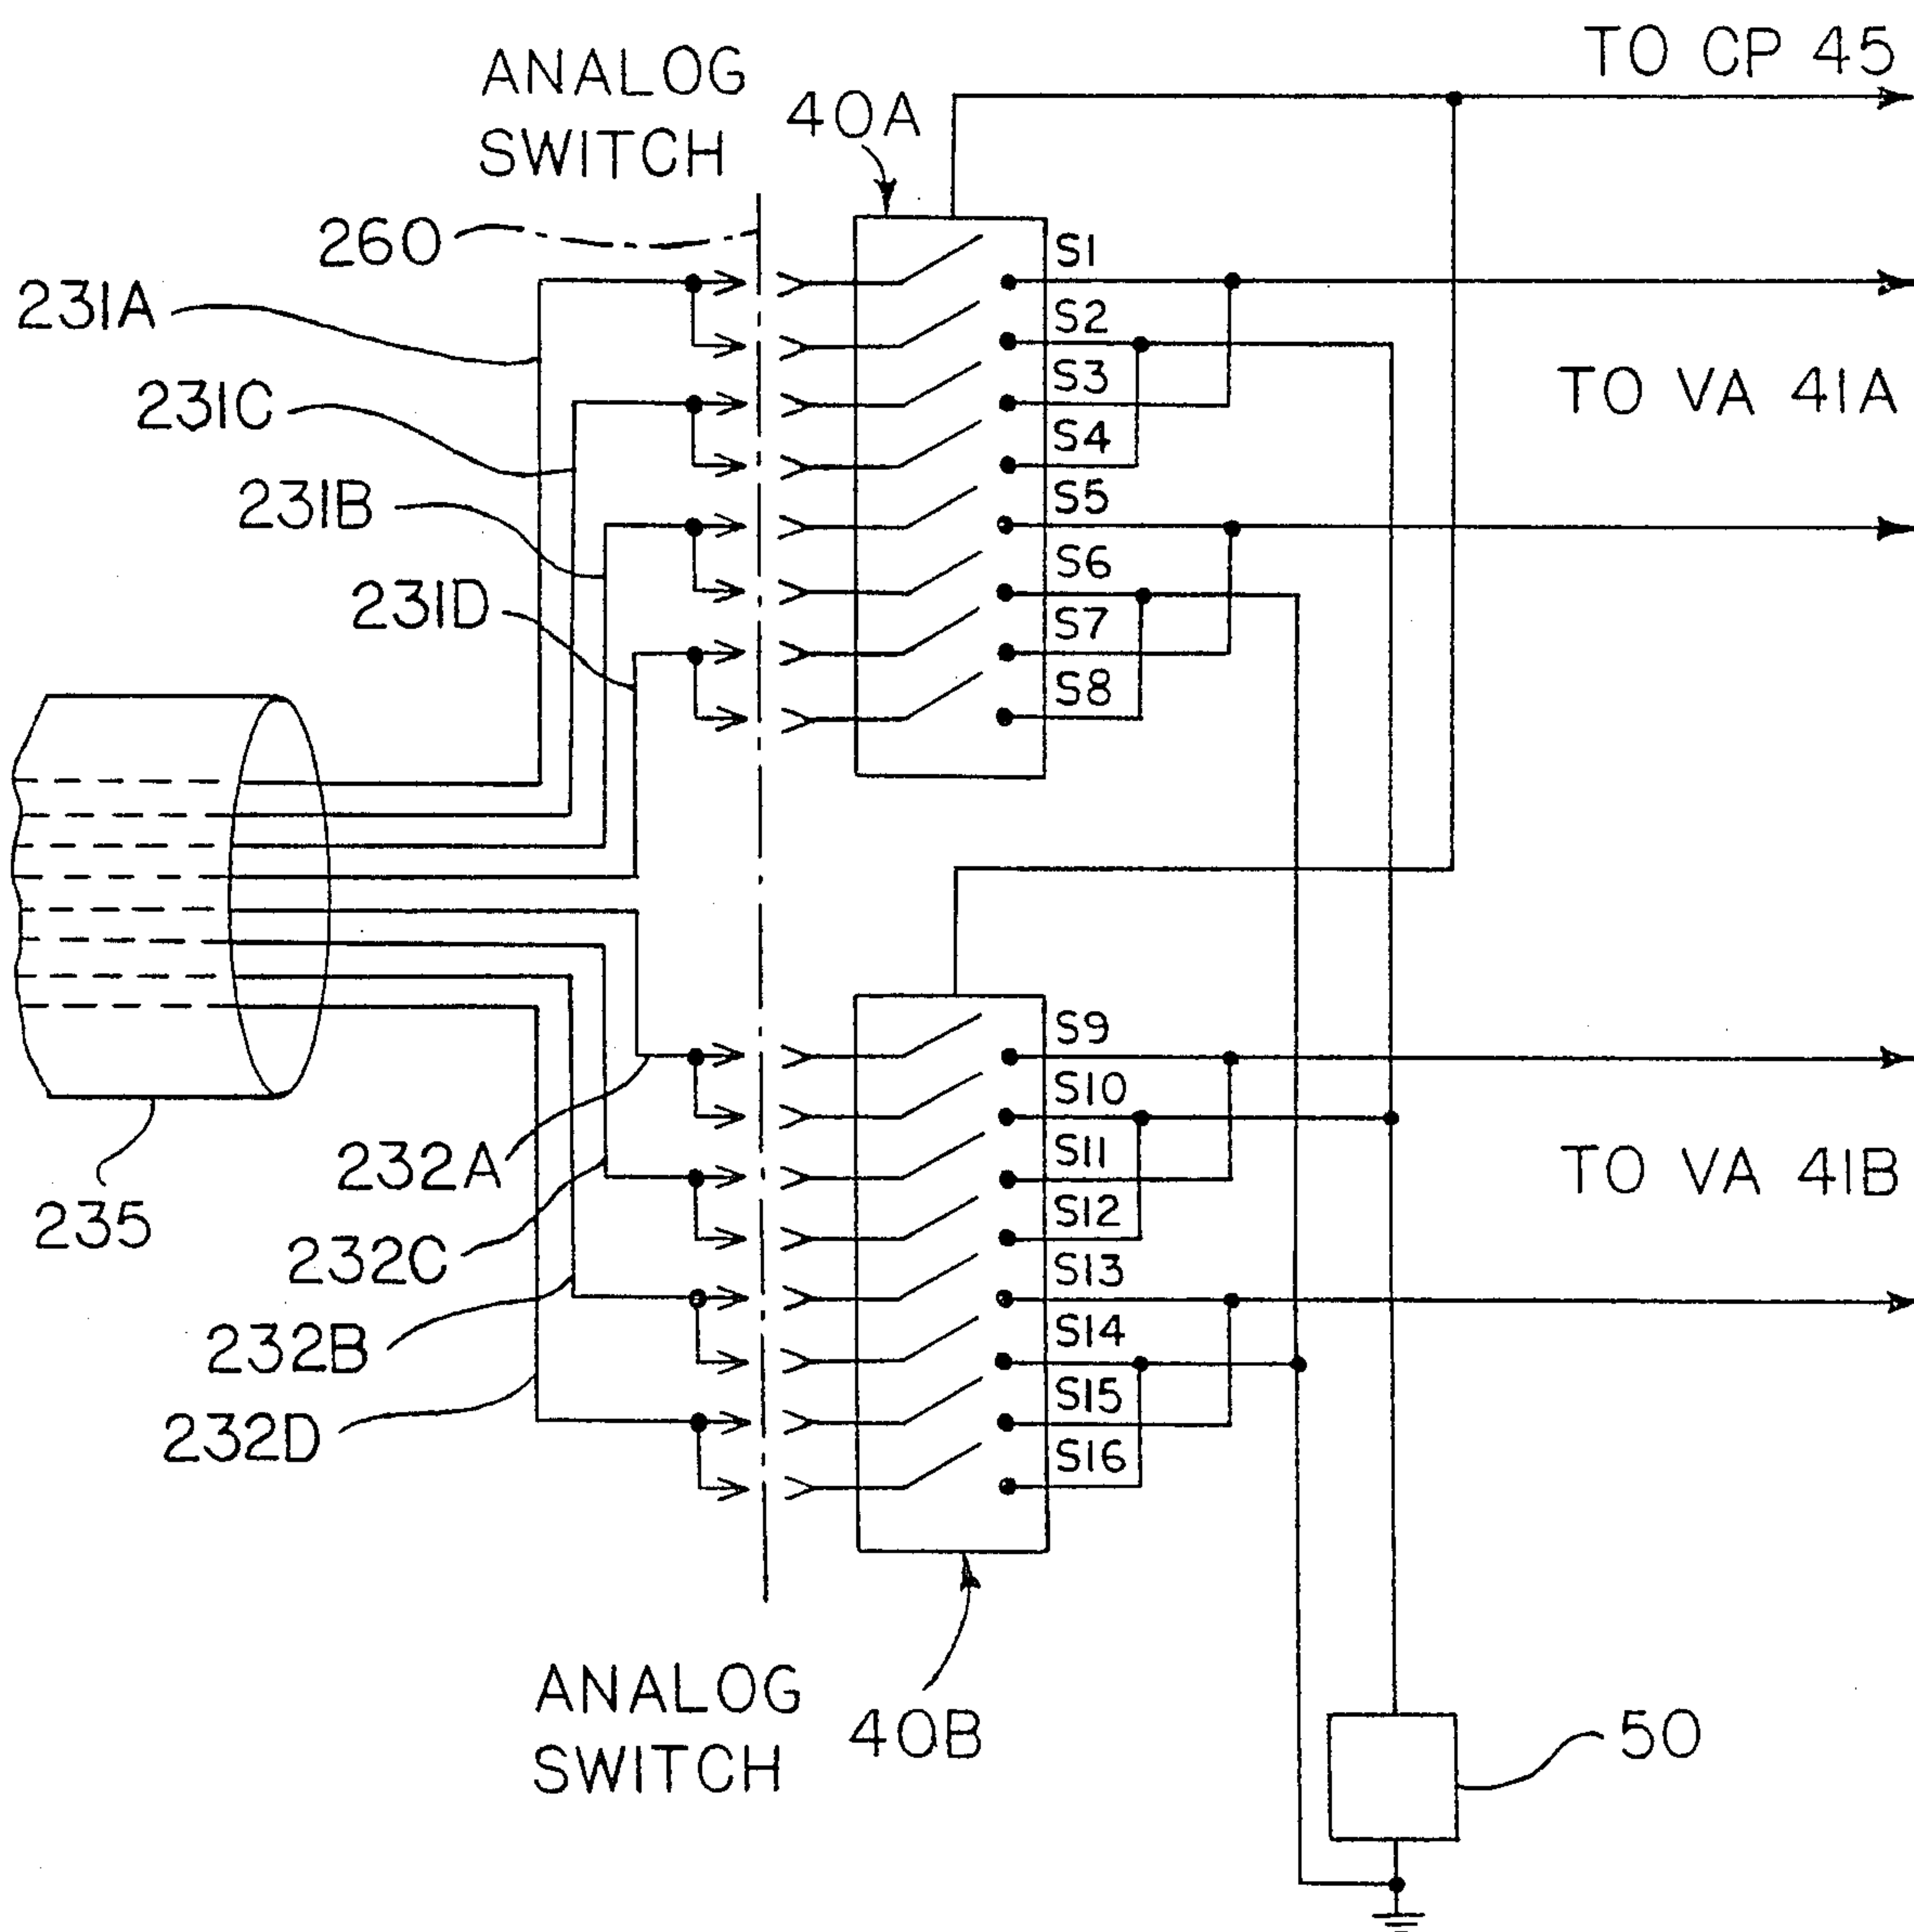 TO CP 45
ANALOG
SWITCH
40A
260
231A
231C
231B
231D
S1
S2
S3
S4
S5
S6
S7
S8
TO VA 41A
235
232A
232C
232B
232D
S9
S10
S11
S12
S13
S14
S15
S16
TO VA 41B
ANALOG
SWITCH
40B
50